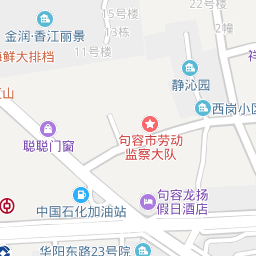 15号楼
22号楼
金润·香江丽景
13栋
2幢
11号楼
海鲜大排档
静沁园
西岗小区
句容市劳动
监察大队
聪聪门窗
句容龙扬
假日酒店
中国石化加油站
华阳东路23号院